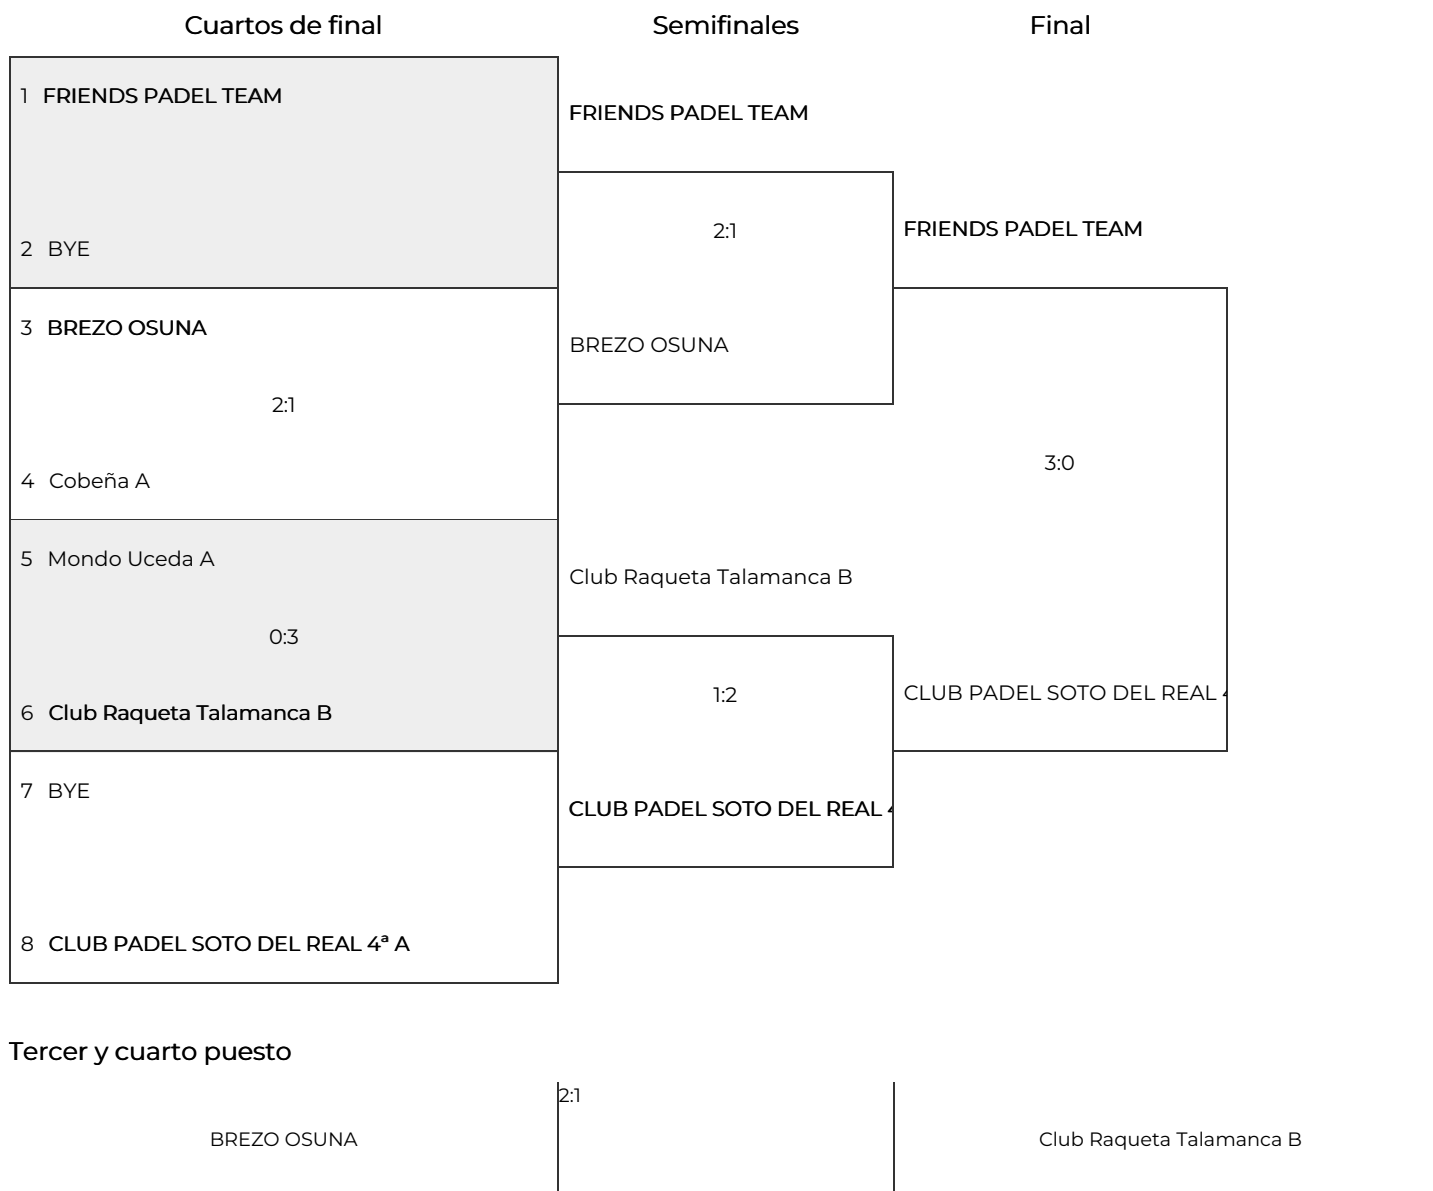 Cuartos de final
Semifinales
Final
1 FRIENDS PADEL TEAM
2 BYE
3 BREZO OSUNA
2:1
4 Cobeña A
5 Mondo Uceda A
0:3
6 Club Raqueta Talamanca B
7 BYE
8 CLUB PADEL SOTO DEL REAL 4ª A
FRIENDS PADEL TEAM
2:1
BREZO OSUNA
Club Raqueta Talamanca B
1:2
CLUB PADEL SOTO DEL REAL
FRIENDS PADEL TEAM
3:0
CLUB PADEL SOTO DEL REAL
Tercer y cuarto puesto
BREZO OSUNA
2:1
Club Raqueta Talamanca B